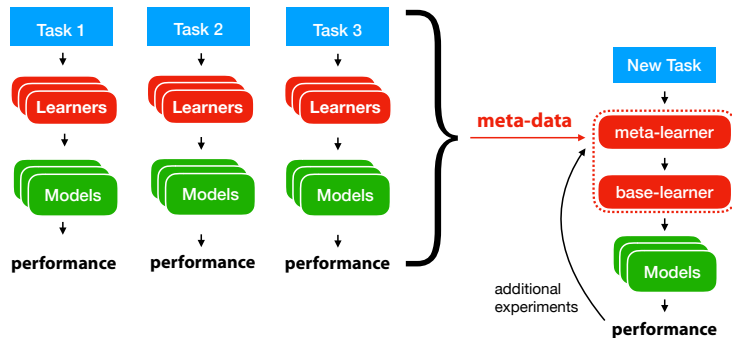 Task 1
Task 2
Task 3
New Task
Learners
Learners
Learners
meta-data
meta-learner
Models
Models
Models
base-learner
performance
performance
performance
Models
additional
experiments
performance